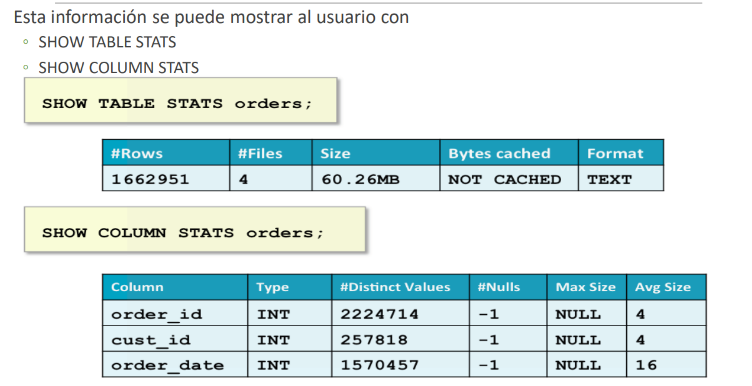 Esta información se puede mostrar al usuario con
◦ SHOW TABLE STATS
◦ SHOW COLUMN STATS
SHOW TABLE STATS orders;
#Rows #Files Size Bytes cached Format
1662951 4 60.26MB NOT CACHED TEXT
SHOW COLUMN STATS orders;
Column Type #Distinct Values #Nulls Max Size Avg Size
order_id INT 2224714 -1 NULL 4
cust_id INT 257818 -1 NULL 4
order_date INT 1570457 -1 NULL 16